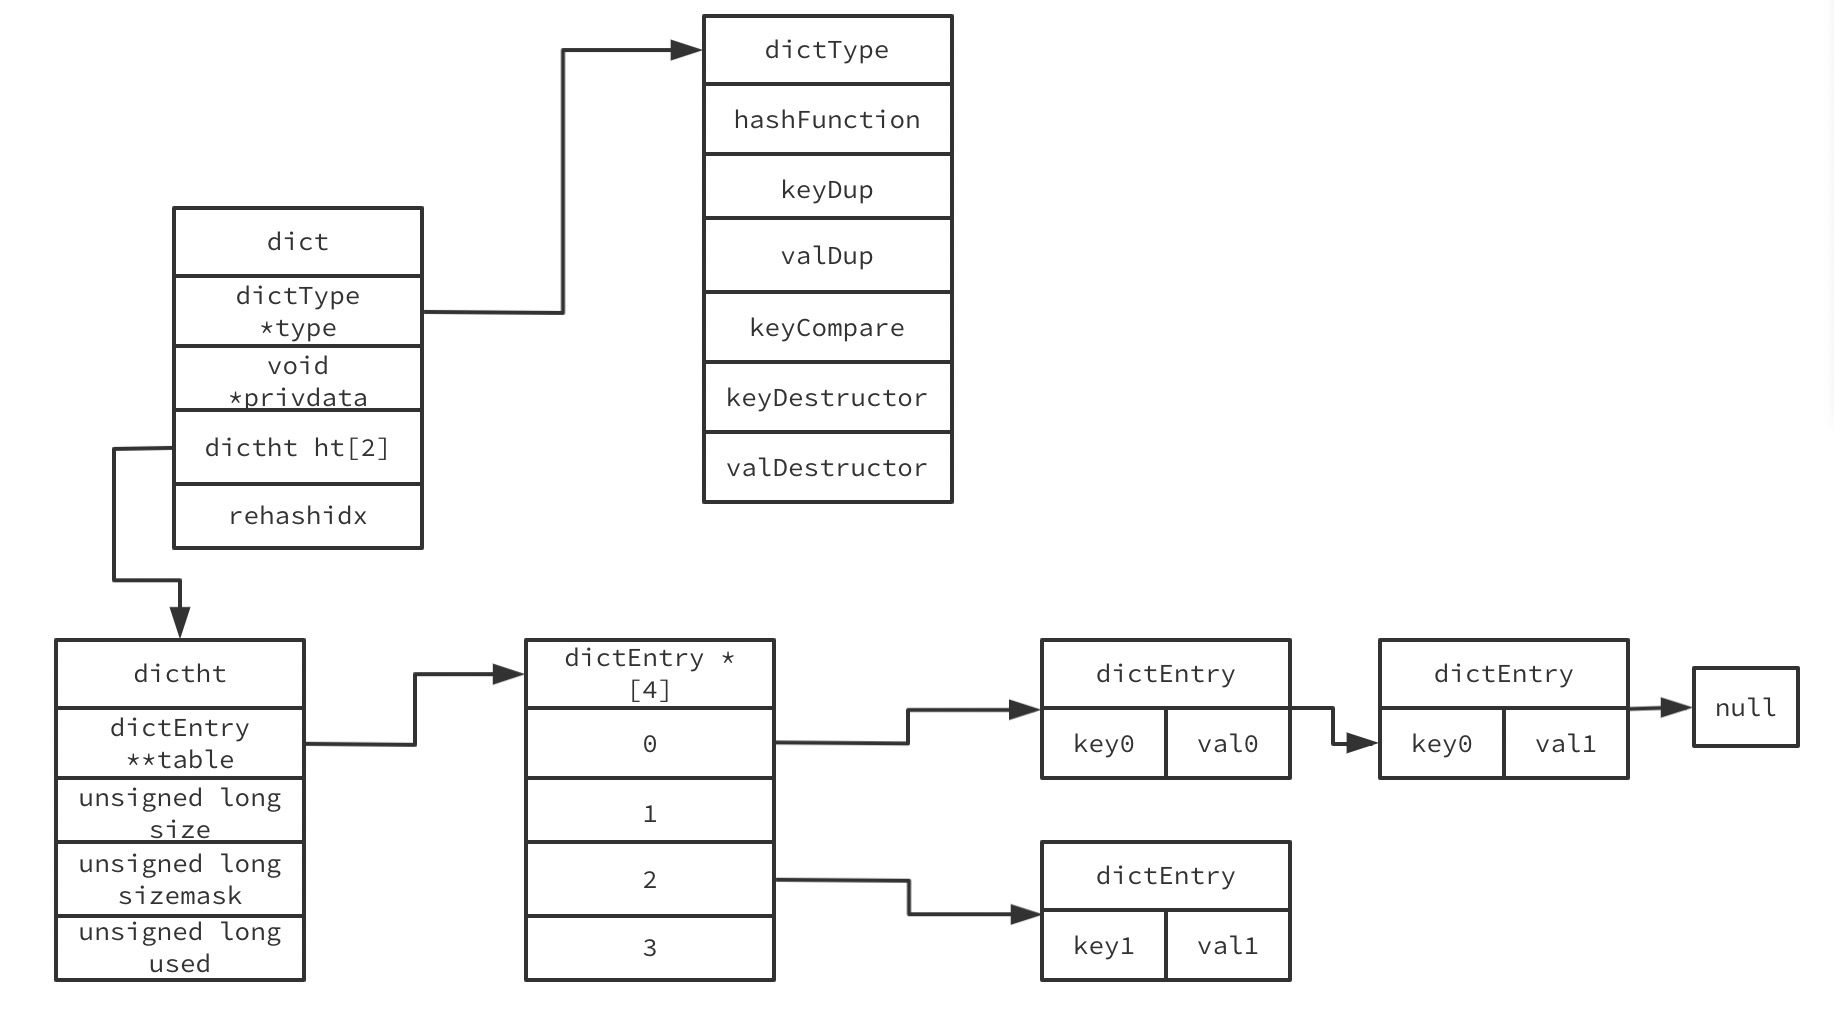 dictType
hashFunction
keyDup
valDup
keyCompare
keyDestructor
valDestructor
dict
dictType
*type
void
*privdata
dictht ht[2]
rehashidx
dictht
dictEntry
**table
unsigned long
size
unsigned long
sizemask
unsigned long
used
dictEntry *
[4]
0
1
2
3
dictEntry
key0 val0
dictEntry
key0 val1
null
dictEntry
key1 val1